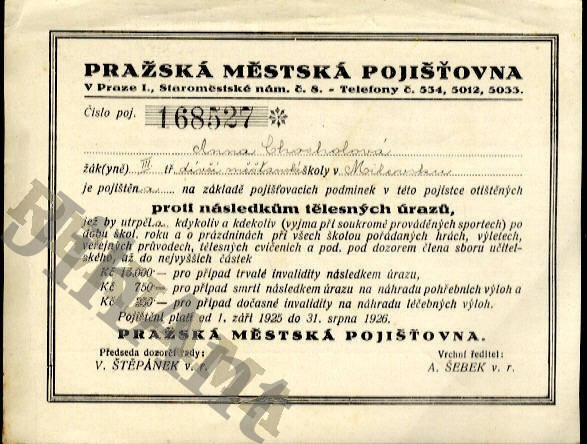 PRAŽSKÁ MĚSTSKÁ POJIŠŤOVNA
V Praze I., Staroměstské nám. č. 8. - Telefony č. 534, 5012, 5033.
Číslo poj. 168527
Anna Chocholová
žák(yně) III tř dívčí měšťanské školy v Milevsku
je pojištěn a na základě pojišťovacích podmínek v této pojistce otištěných
proti následkům tělesných úrazů,
jež by utrpěl a kdykoliv a kdekoliv (vyjma při soukromě prováděných sportech) po
dobu škol. roka a o prázdninách při všech školou pořádaných hrách, výletech,
veřejných průvodech, tělesných cvičeních a pod. pod dozorem člena sboru učitel-
ského, až do nejvyšších částek
Kč 15.000— pro případ trvalé invalidity následkem úrazu,
Kč 750— pro případ smrti následkem úrazu na náhradu pohřebních výloh a
Kč 250— pro případ dočasné invalidity na náhradu léčebných výloh.
Pojištění platí od 1. září 1925 do 31. srpna 1926.
PRAŽSKÁ MĚSTSKÁ POJIŠŤOVNA.
Předseda dozorčí rady:
V. ŠTĚPÁNEK v. r.
Vrchní ředitel:
A. ŠEBEK v. r.